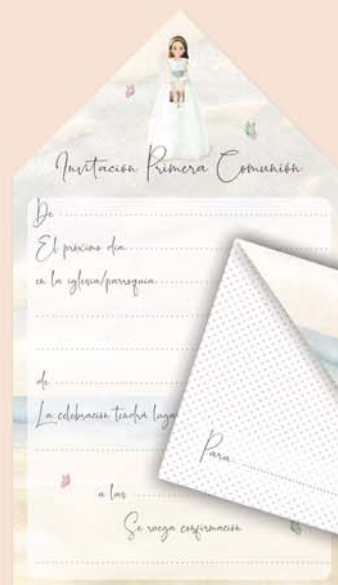 Invitación Primera Comunión
De
El próximo día
en la iglesia/parroquia
de
La celebración tendrá luga
a las
Se ruega confirmación
Para